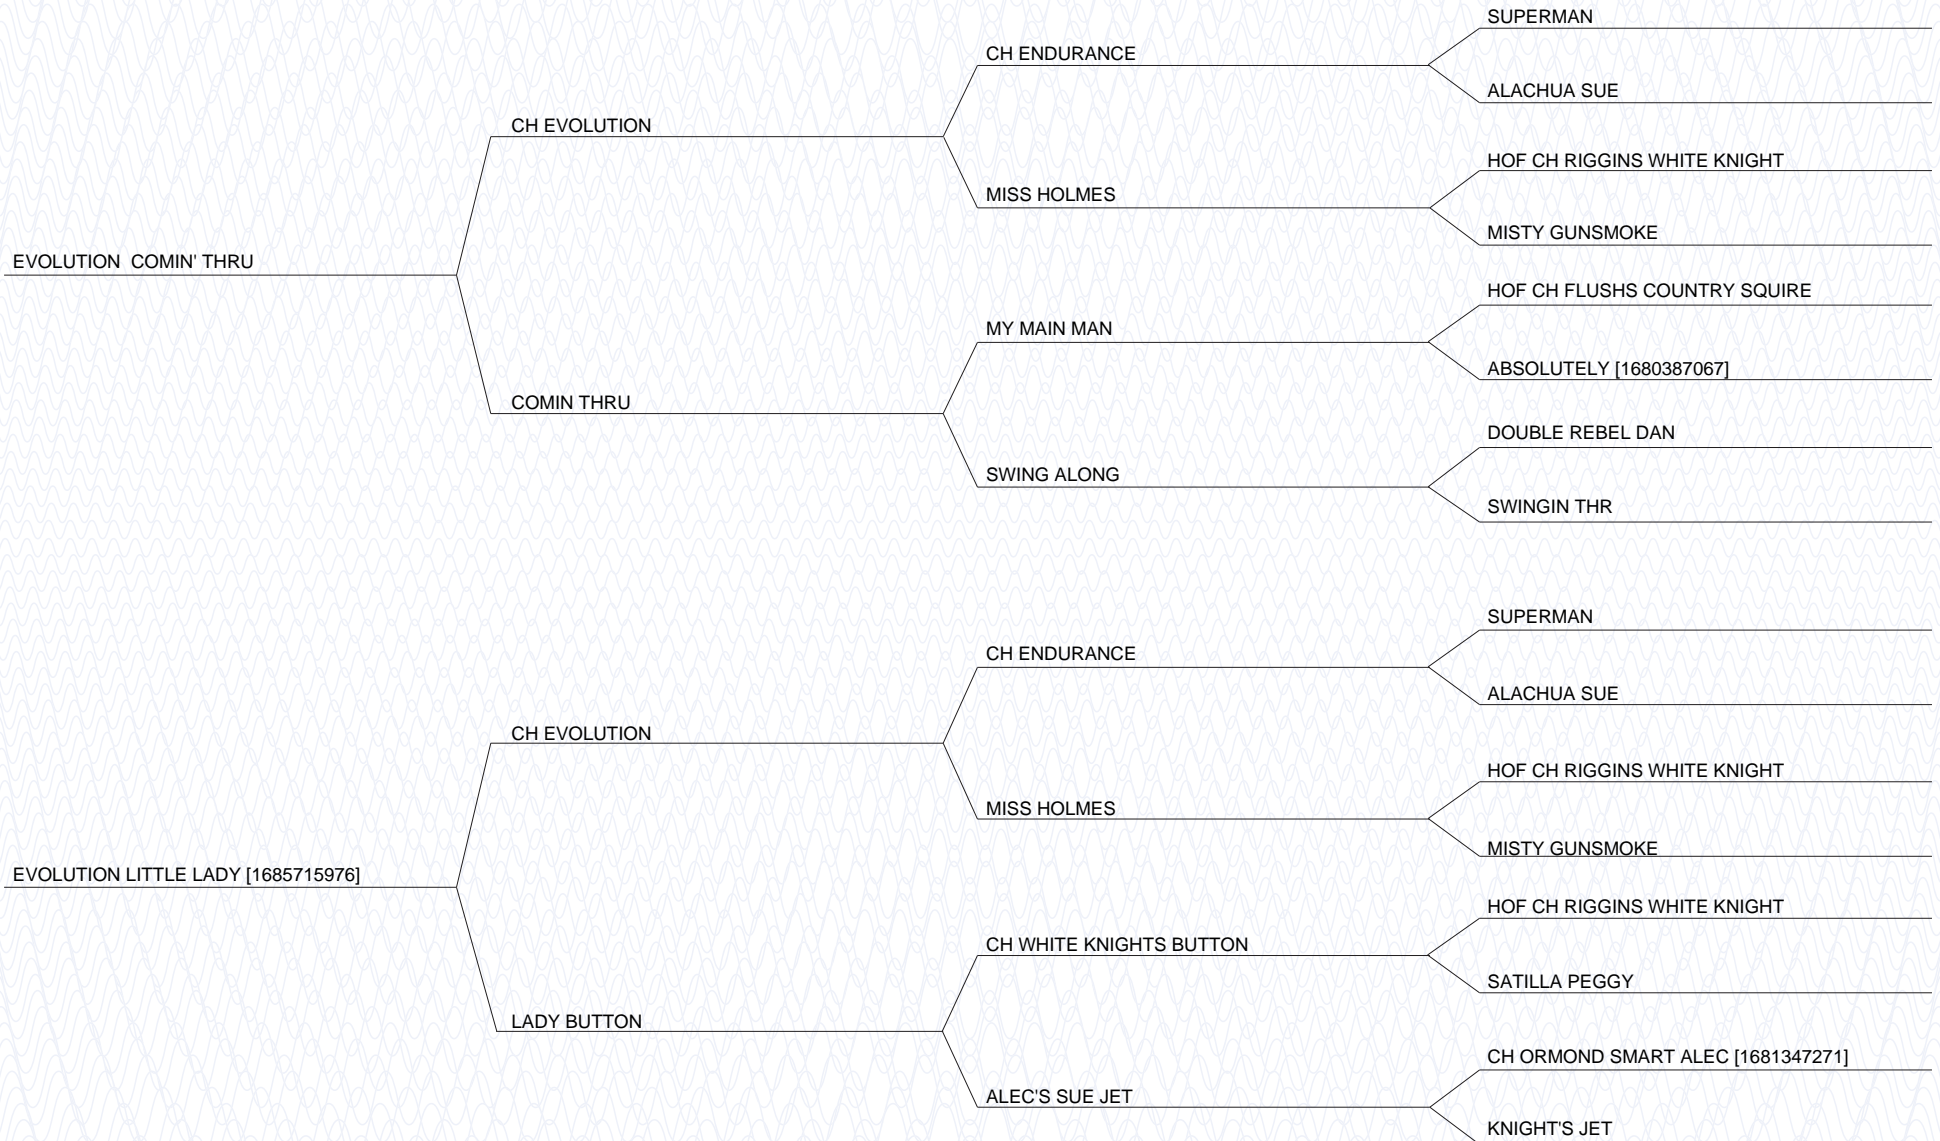 SUPERMAN
CH ENDURANCE
ALACHUA SUE
CH EVOLUTION
HOF CH RIGGINS WHITE KNIGHT
MISS HOLMES
MISTY GUNSMOKE
EVOLUTION  COMIN' THRU
HOF CH FLUSHS COUNTRY SQUIRE
MY MAIN MAN
ABSOLUTELY [1680387067]
COMIN THRU
DOUBLE REBEL DAN
SWING ALONG
SWINGIN THR
SUPERMAN
CH ENDURANCE
ALACHUA SUE
CH EVOLUTION
HOF CH RIGGINS WHITE KNIGHT
MISS HOLMES
MISTY GUNSMOKE
EVOLUTION LITTLE LADY [1685715976]
HOF CH RIGGINS WHITE KNIGHT
CH WHITE KNIGHTS BUTTON
SATILLA PEGGY
LADY BUTTON
CH ORMOND SMART ALEC [1681347271]
ALEC'S SUE JET
KNIGHT'S JET